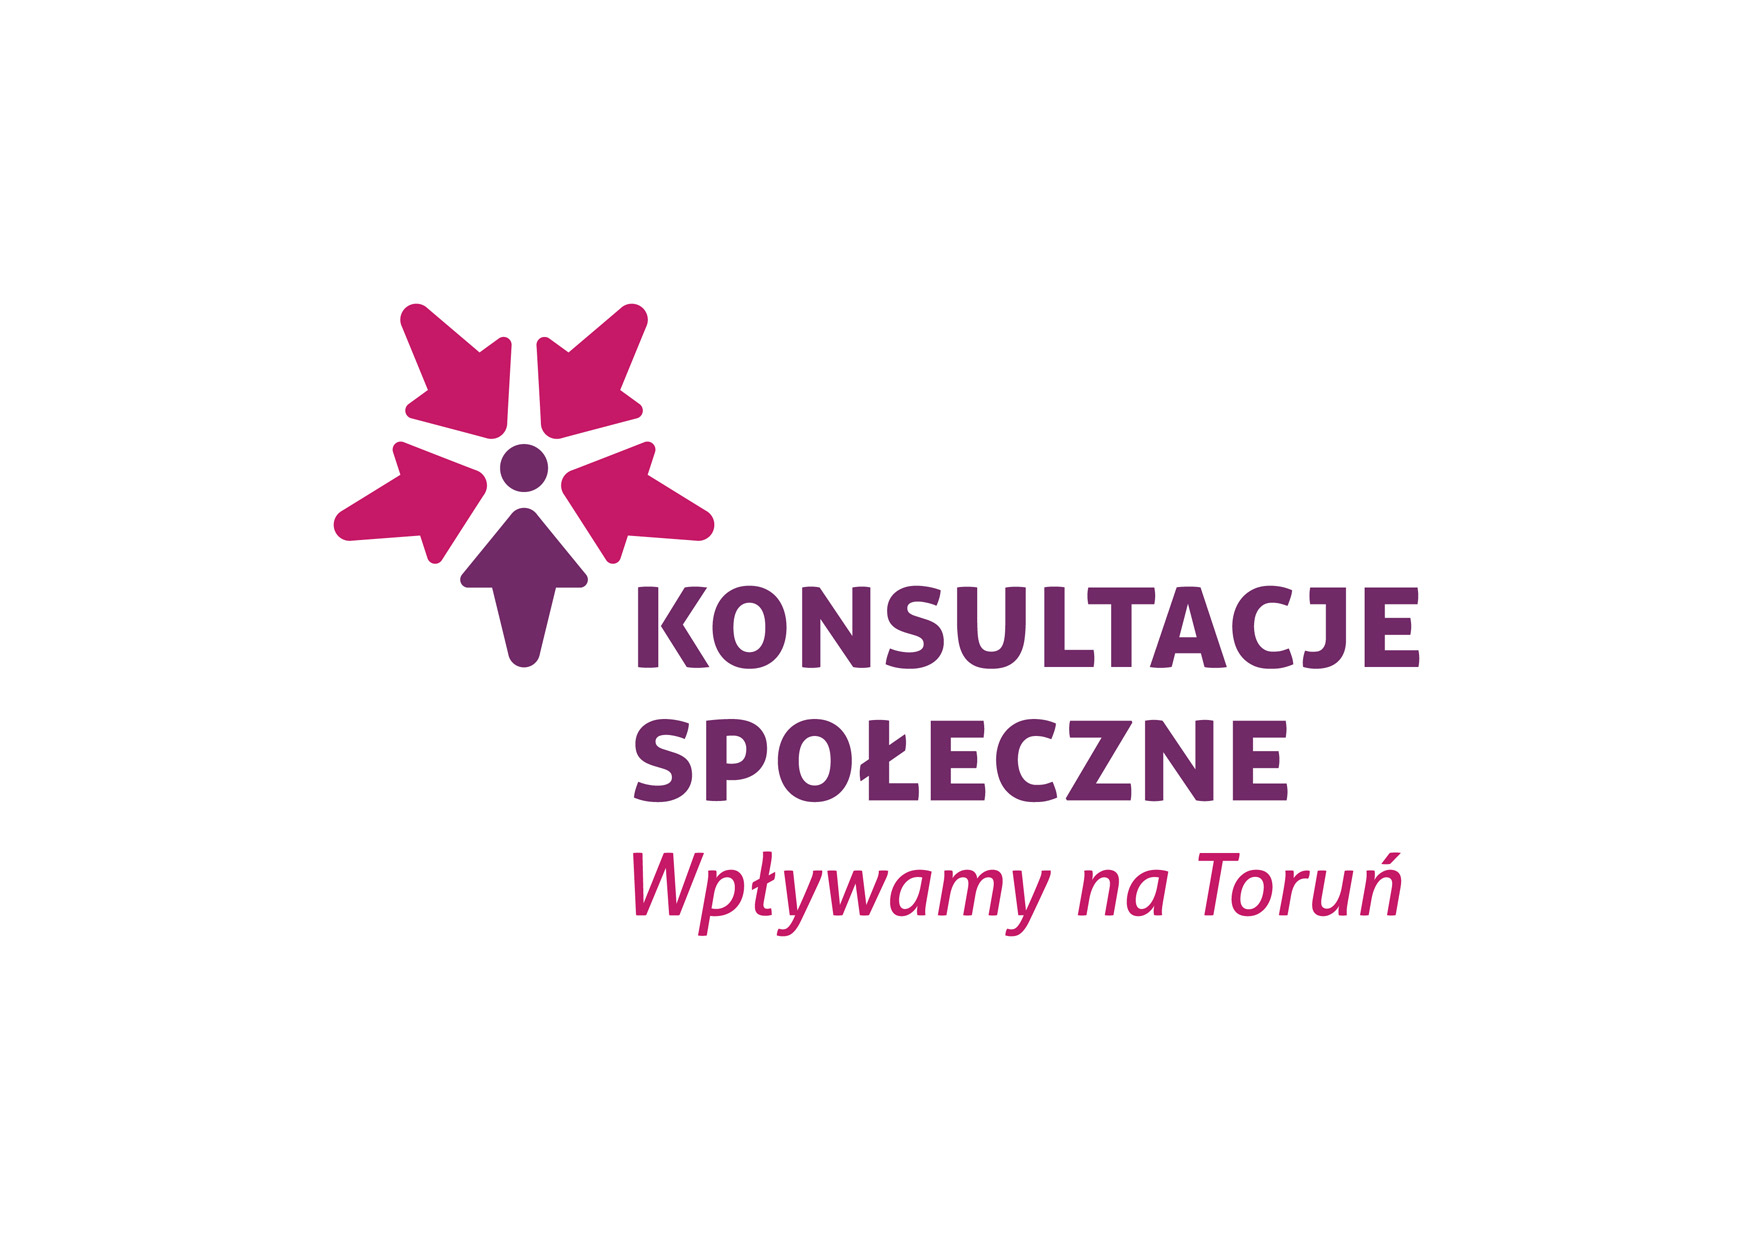 KONSULTACJE
SPOŁECZNE
Wpływamy na Toruń